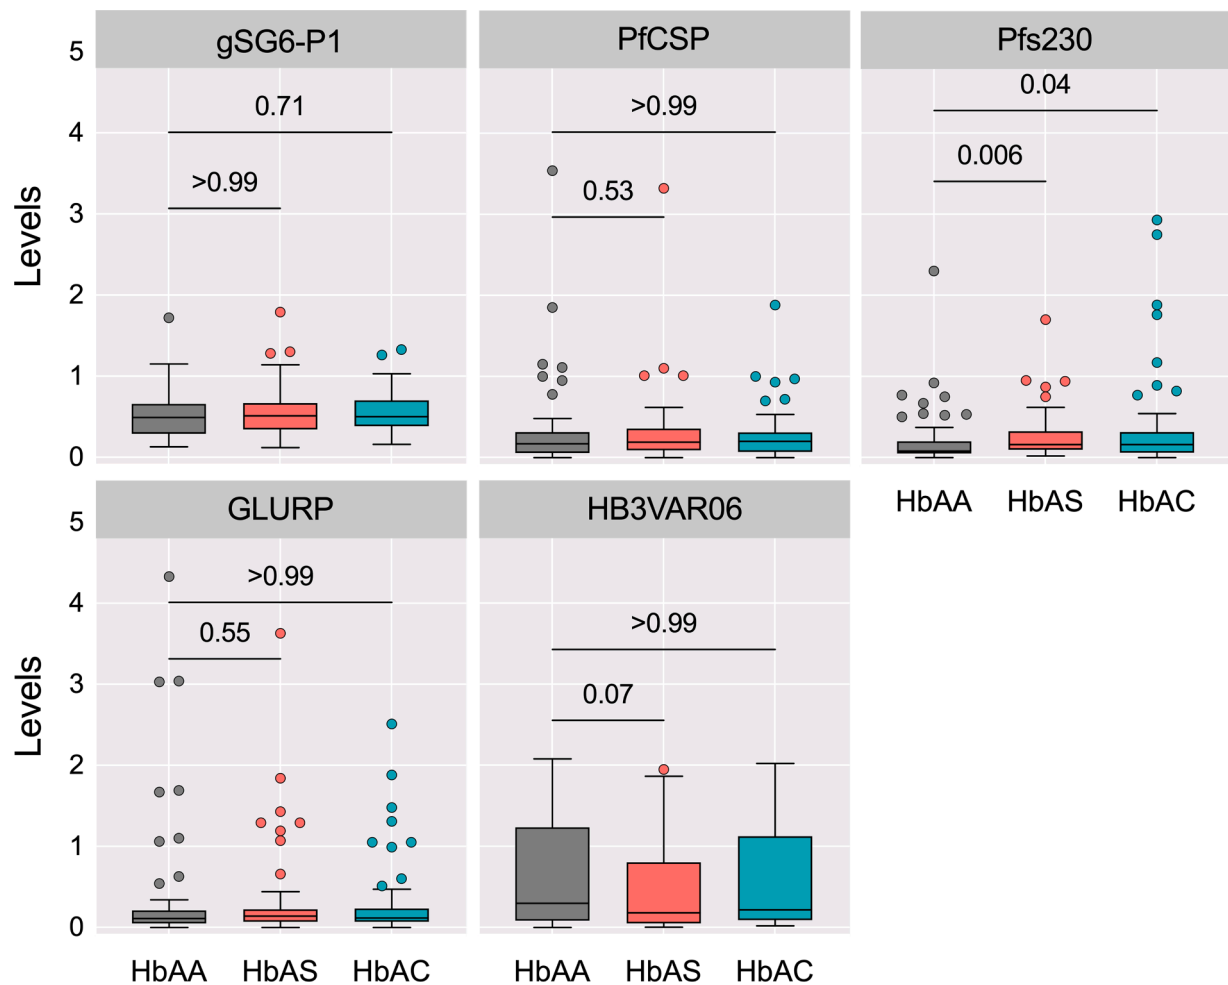 gSG6-P1
PfCSP
Pfs230
5
4
3
2
1
0
Levels
0.71
>0.99
>0.99
0.53
0.04
0.006
HbAA
HbAS
HbAC
GLURP
HB3VAR06
5
4
3
2
1
0
Levels
>0.99
0.55
>0.99
0.07
HbAA
HbAS
HbAC
HbAA
HbAS
HbAC